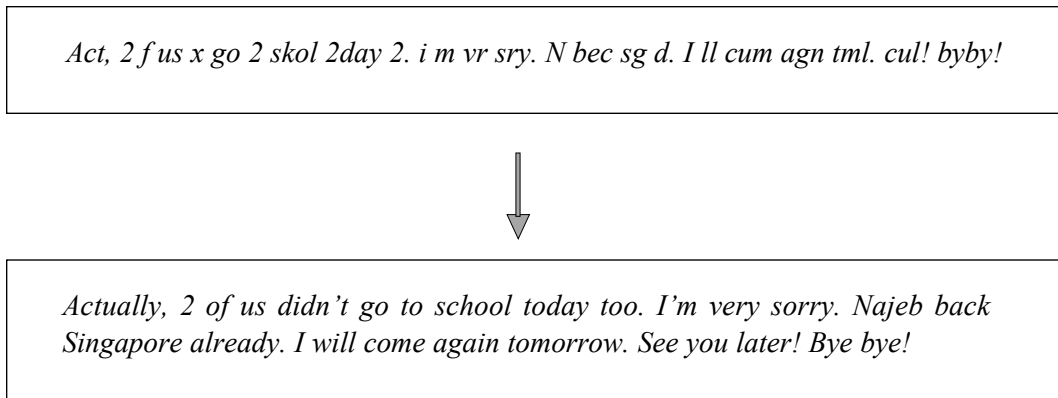 Act, 2 f us x go 2 skol 2day 2. i m vr sry. N bec sg d. I ll cum agn tml. cul! byby!
Actually, 2 of us didn’t go to school today too. I’m very sorry. Najeb back
Singapore already. I will come again tomorrow. See you later! Bye bye!